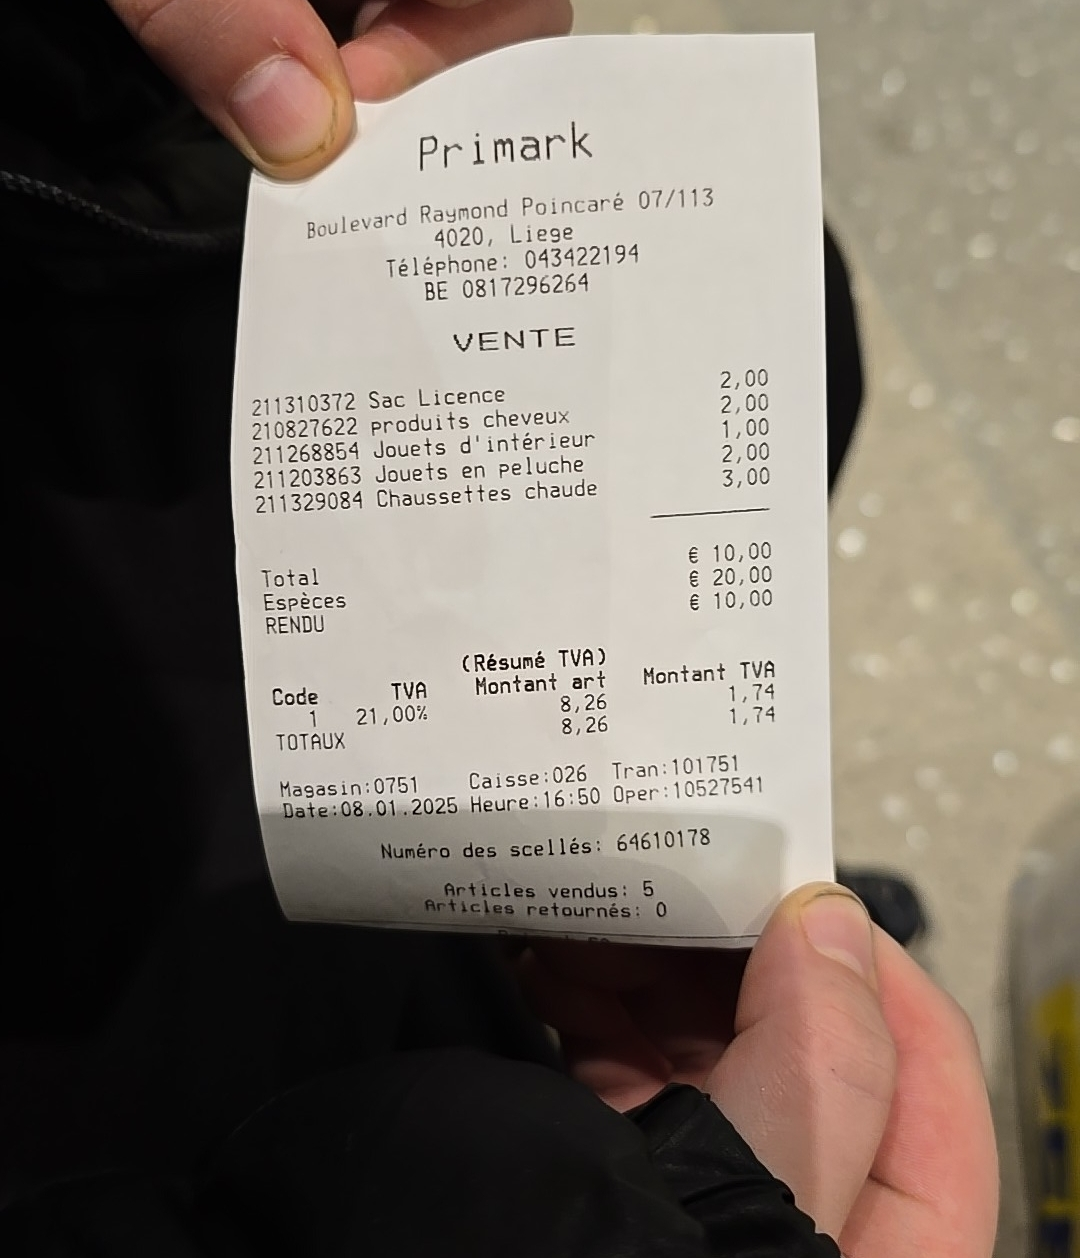 Primark
Boulevard Raymond Poincaré 07/113
4020, Liege
Téléphone: 043422194
BE 0817296264
VENTE
211310372 Sac Licence 2,00
210827622 produits cheveux 2,00
211268854 Jouets d'intérieur 1,00
211203863 Jouets en peluche 2,00
211329084 Chaussettes chaude 3,00
Total € 10,00
Espèces € 20,00
RENDU € 10,00
(Résumé TVA)
Code TVA Montant art Montant TVA
1 21,00% 8,26 1,74
TOTAUX 8,26 1,74
Magasin:0751 Caisse:026 Tran:101751
Date:08.01.2025 Heure:16:50 Oper:10527541
Numéro des scellés: 64610178
Articles vendus: 5
Articles retournés: 0